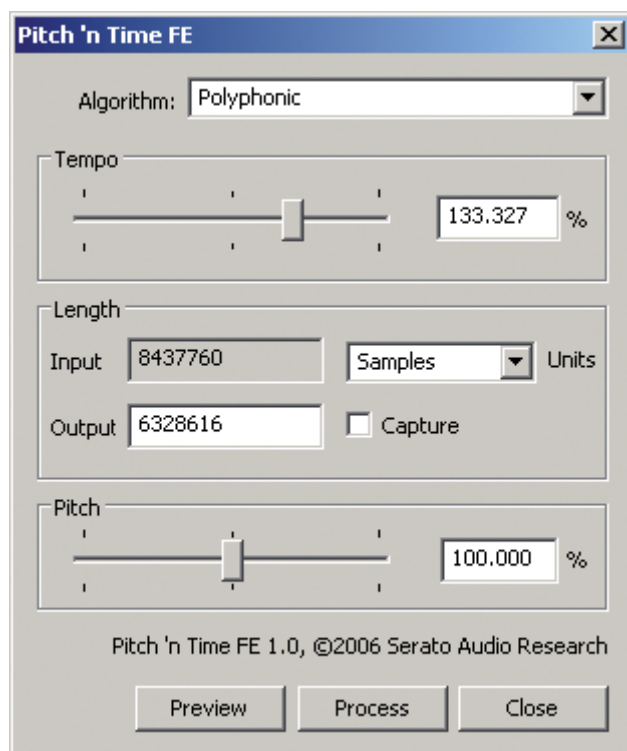 Pitch 'n Time FE
Algorithm: Polyphonic
Tempo
133.327 %
Length
Input 8437760 Samples Units
Output 6328616 Capture
Pitch
100.000 %
Pitch 'n Time FE 1.0, ©2006 Serato Audio Research
Preview Process Close